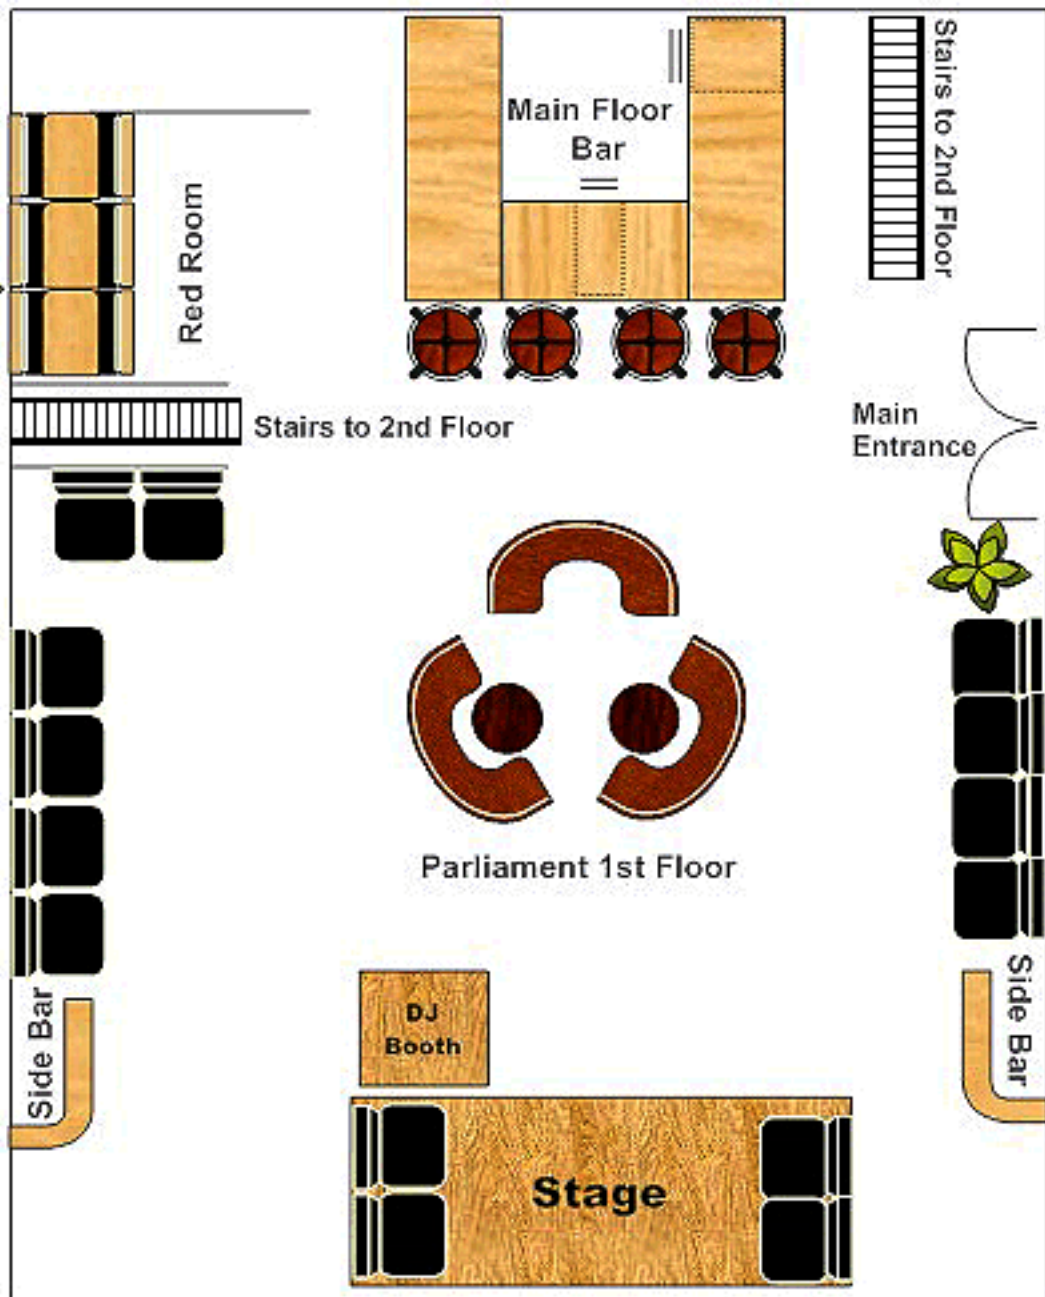 Main Floor
Bar
Stairs to 2nd Floor
Red Room
Stairs to 2nd Floor
Main
Entrance
Parliament 1st Floor
DJ
Booth
Side Bar
Side Bar
Stage